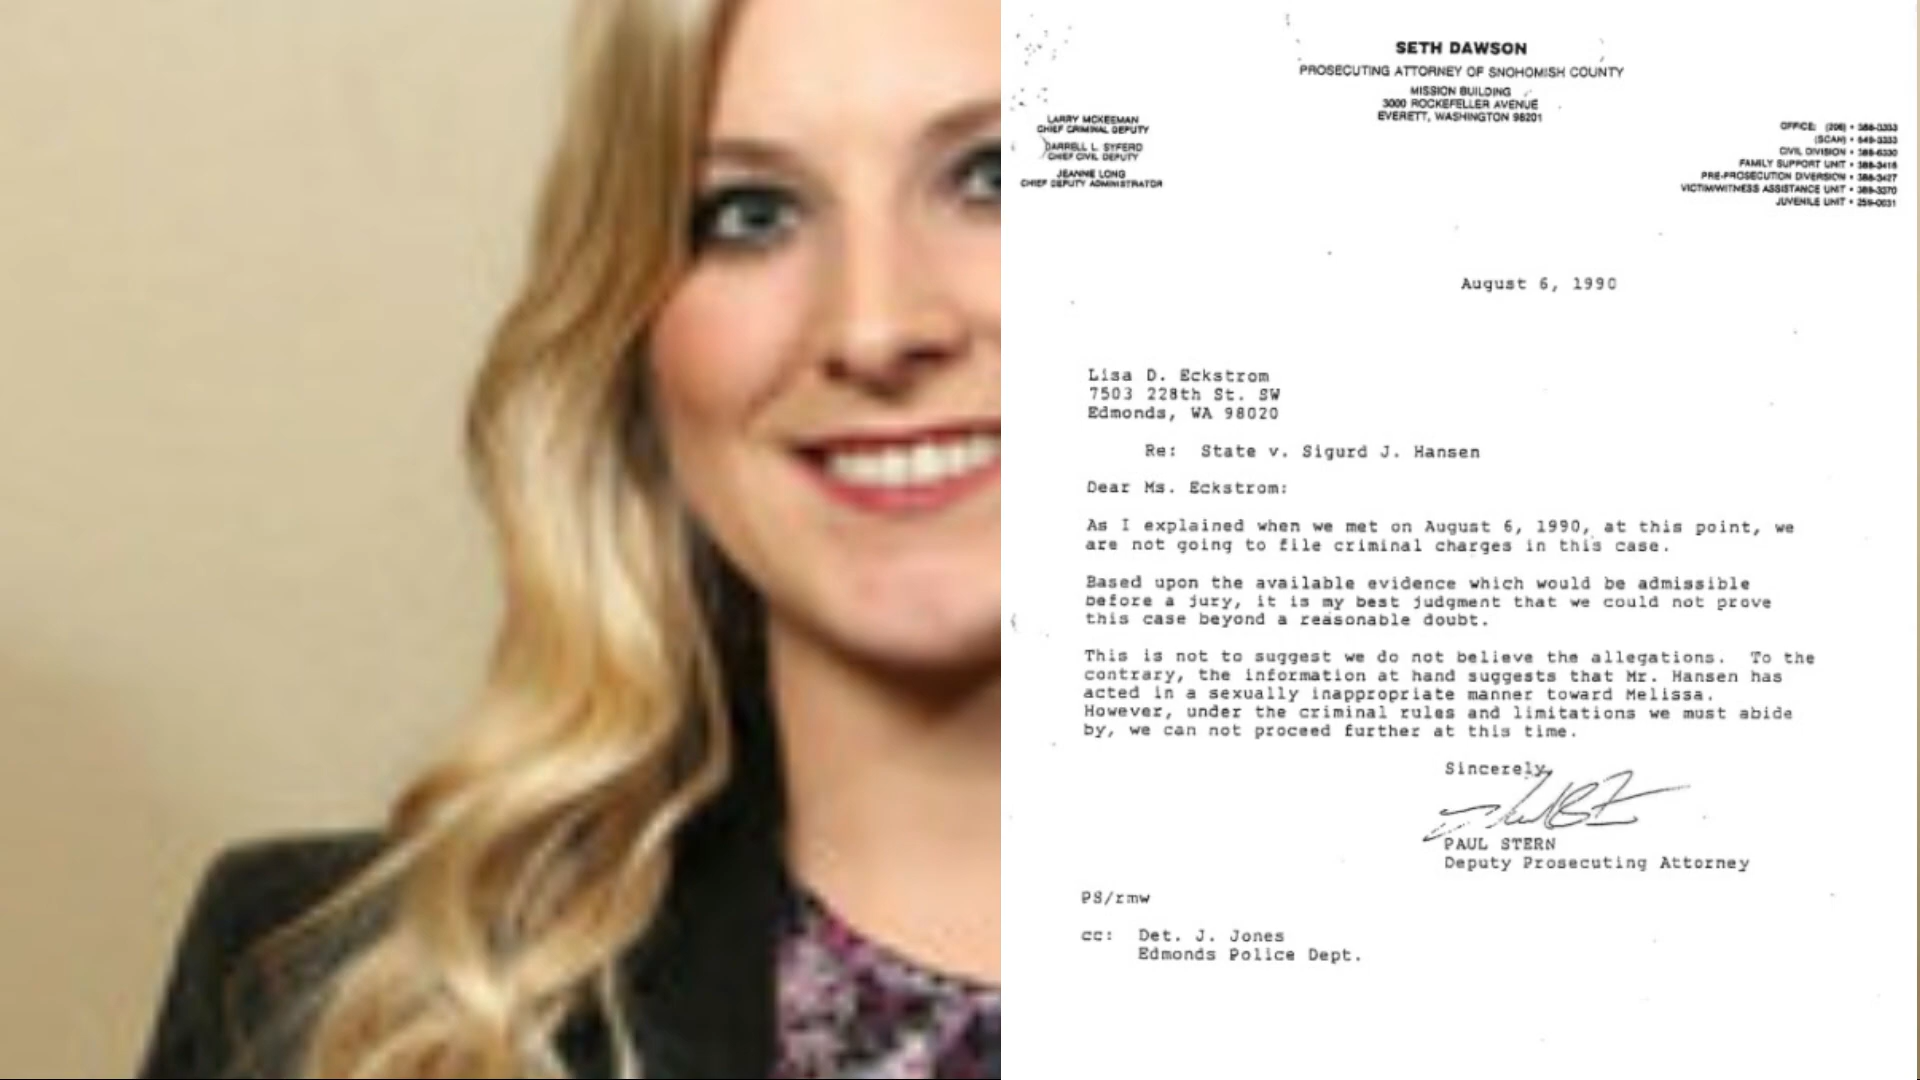 SETH DAWSON
PROSECUTING ATTORNEY OF SNOHOMISH COUNTY
MISSION BUILDING
3000 ROCKEFELLER AVENUE
EVERETT, WASHINGTON 98201
LARRY MCKEEMAN
CHIEF CRIMINAL DEPUTY
DARRELL L. SYFERD
CHIEF CIVIL DEPUTY
JEANNE LONG
CHIEF DEPUTY ADMINISTRATOR
OFFICE: (206) • 388-3333
(SCAN) • 649-3333
CIVIL DIVISION • 388-6330
FAMILY SUPPORT UNIT •
PRE-PROSECUTION DIVERSION •
VICTIM/WITNESS ASSISTANCE UNIT •
JUVENILE UNIT •
August 6, 1990
Lisa D. Eckstrom
7503 228th St. SW
Edmonds, WA 98020
Re: State v. Sigurd J. Hansen
Dear Ms. Eckstrom:
As I explained when we met on August 6, 1990, at this point, we
are not going to file criminal charges in this case.
Based upon the available evidence which would be admissible
before a jury, it is my best judgment that we could not prove
this case beyond a reasonable doubt.
This is not to suggest we do not believe the allegations. To the
contrary, the information at hand suggests that Mr. Hansen has
acted in a sexually inappropriate manner toward Melissa.
However, under the criminal rules and limitations we must abide
by, we can not proceed further at this time.
Sincerely,
PAUL STERN
Deputy Prosecuting Attorney
PS/rmw
cc: Det. J. Jones
Edmonds Police Dept.